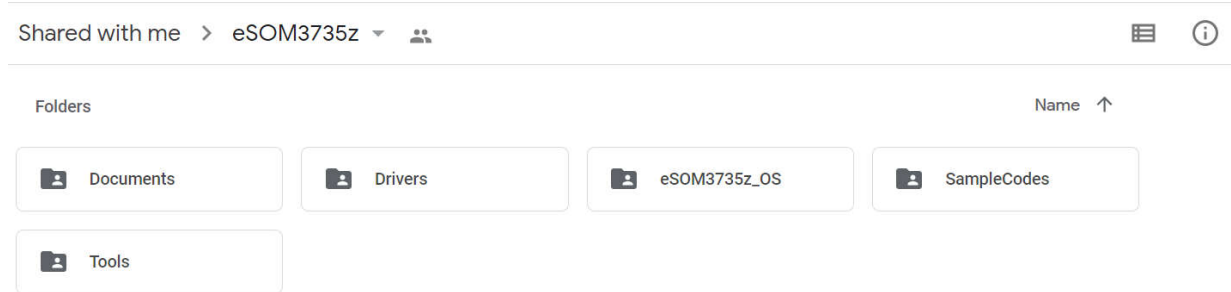 Shared with me > eSOM3735z
Folders
Name ↑
Documents
Drivers
eSOM3735z_OS
SampleCodes
Tools